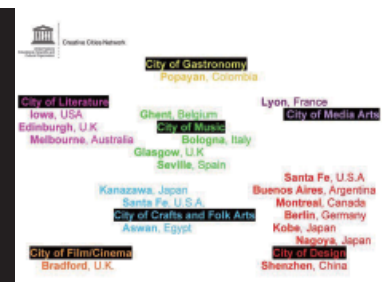 Creative Cities Network
City of Gastronomy
Popayan, Colombia
City of Literature
Iowa, USA
Edinburgh, U.K
Melbourne, Australia
Ghent, Belgium
City of Music
Bologna, Italy
Glasgow, U.K
Seville, Spain
Lyon, France
City of Media Arts
Kanazawa, Japan
Santa Fe, U.S.A.
City of Crafts and Folk Arts
Aswan, Egypt
Santa Fe, U.S.A
Buenos Aires, Argentina
Montreal, Canada
Berlin, Germany
Kobe, Japan
Nagoya, Japan
City of Design
Shenzhen, China
City of Film/Cinema
Bradford, U.K.